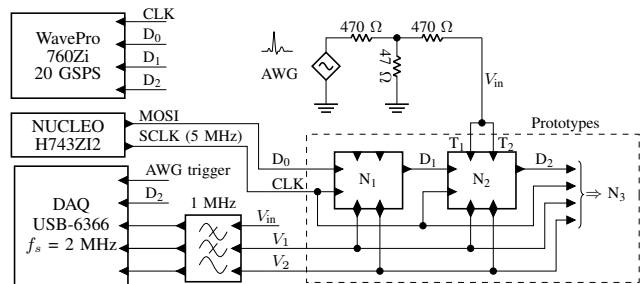 WavePro
760Zi
20 GSPS
CLK
D0
D1
D2
AWG
470 Ω
470 Ω
47 Ω
Vin
NUCLEO
H743ZI2
MOSI
SCLK (5 MHz)
Prototypes
T1
T2
D0
CLK
N1
D1
N2
D2
⇒ N3
DAQ
USB-6366
fs = 2 MHz
AWG trigger
D2
1 MHz
Vin
V1
V2